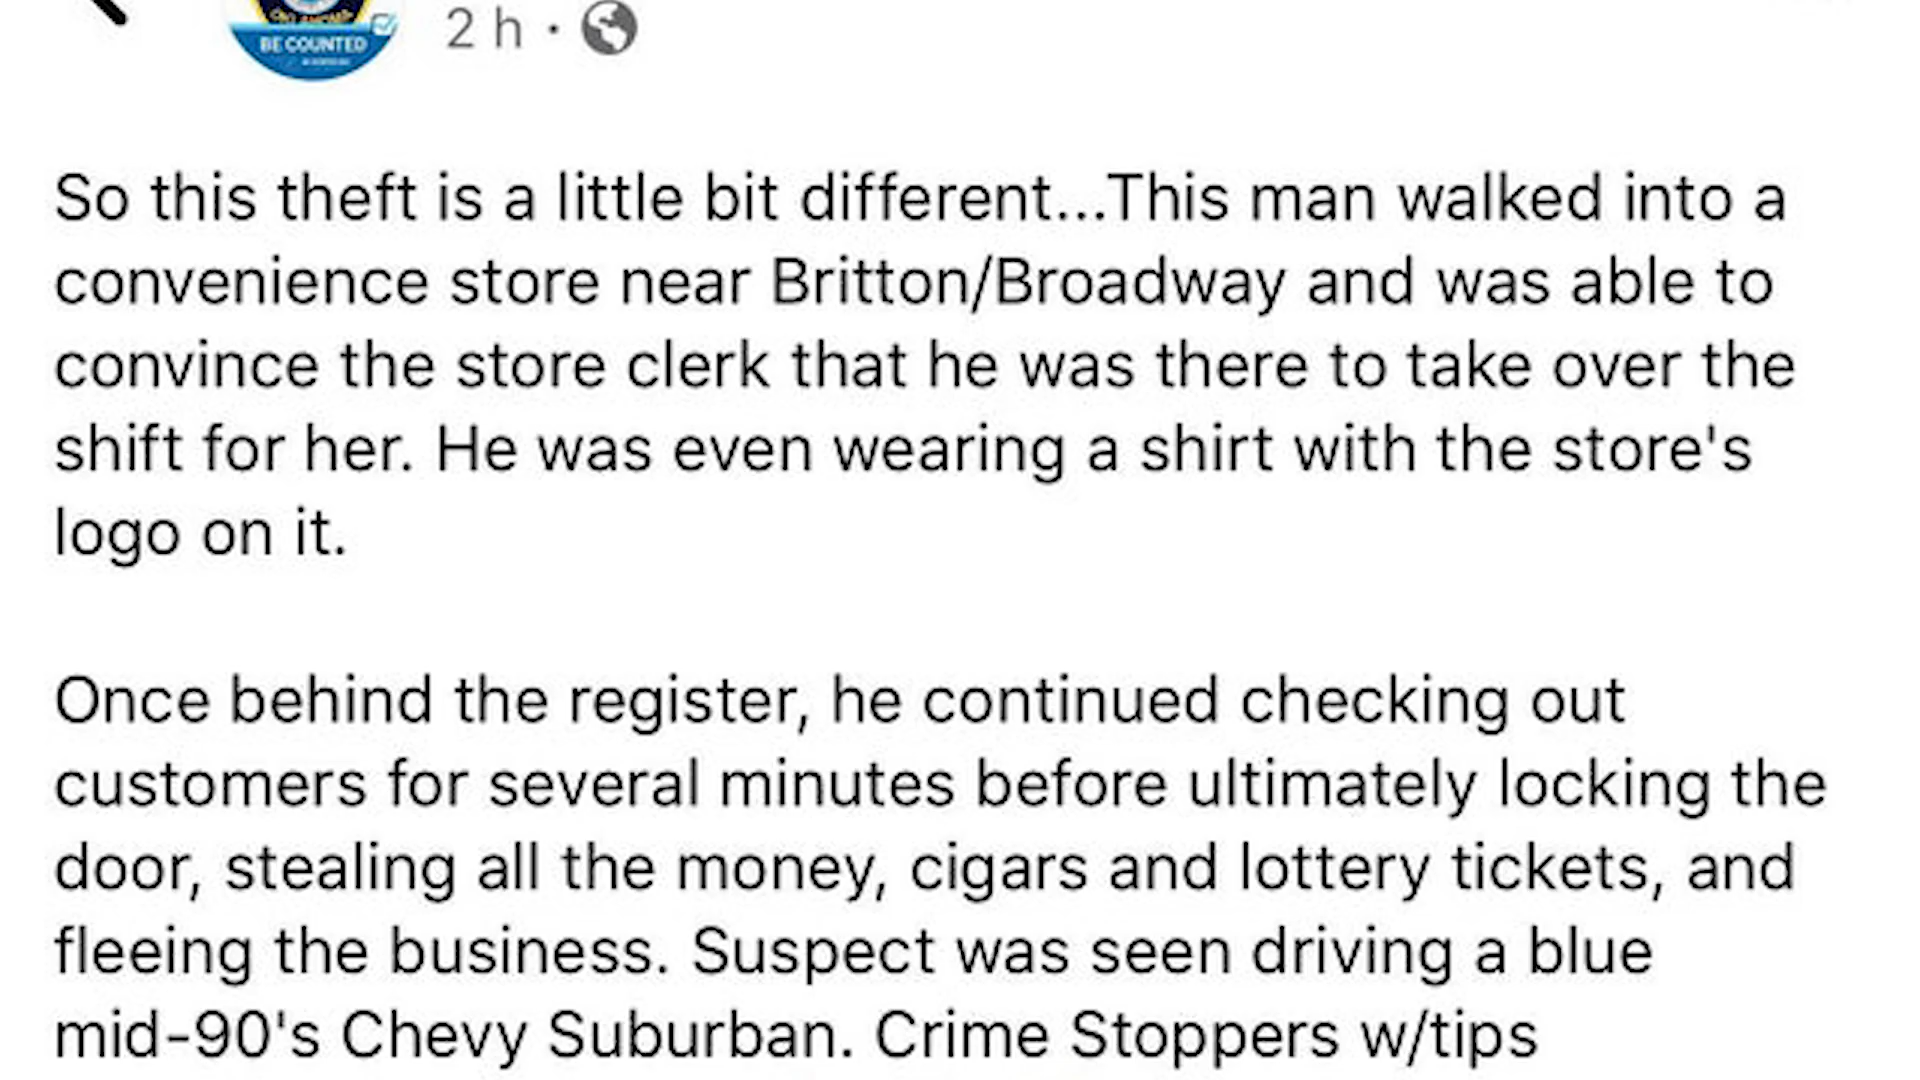 BE COUNTED
2 h ·
So this theft is a little bit different...This man walked into a
convenience store near Britton/Broadway and was able to
convince the store clerk that he was there to take over the
shift for her. He was even wearing a shirt with the store's
logo on it.
Once behind the register, he continued checking out
customers for several minutes before ultimately locking the
door, stealing all the money, cigars and lottery tickets, and
fleeing the business. Suspect was seen driving a blue
mid-90's Chevy Suburban. Crime Stoppers w/tips